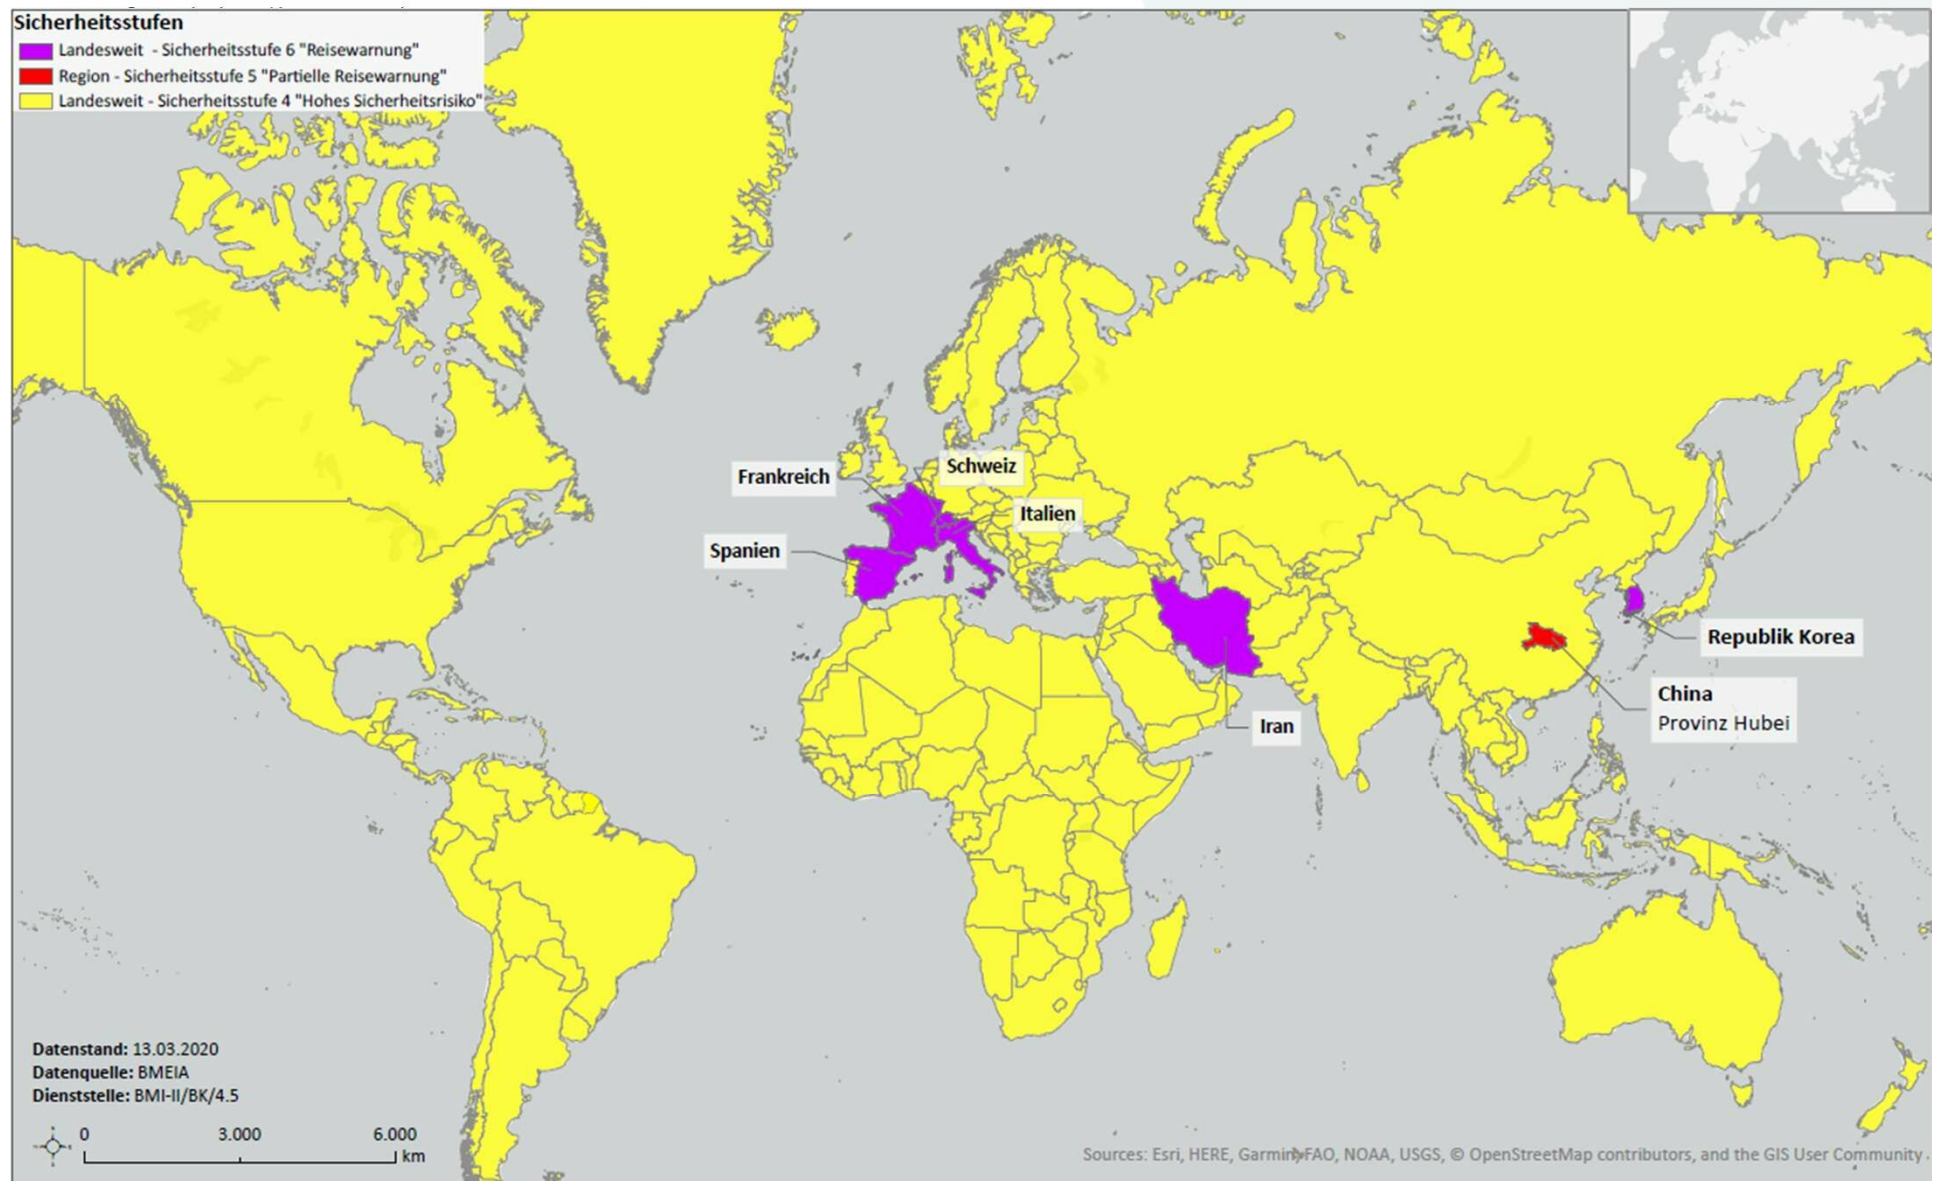 Sicherheitsstufen
Landesweit - Sicherheitsstufe 6 "Reisewarnung"
Region - Sicherheitsstufe 5 "Partielle Reisewarnung"
Landesweit - Sicherheitsstufe 4 "Hohes Sicherheitsrisiko"
Schweiz
Frankreich
Italien
Spanien
Republik Korea
China
Provinz Hubei
Iran
Datenstand: 13.03.2020
Datenquelle: BMEIA
Dienststelle: BMI-II/BK/4.5
0 3.000 6.000
km
Sources: Esri, HERE, Garmin, FAO, NOAA, USGS, © OpenStreetMap contributors, and the GIS User Community